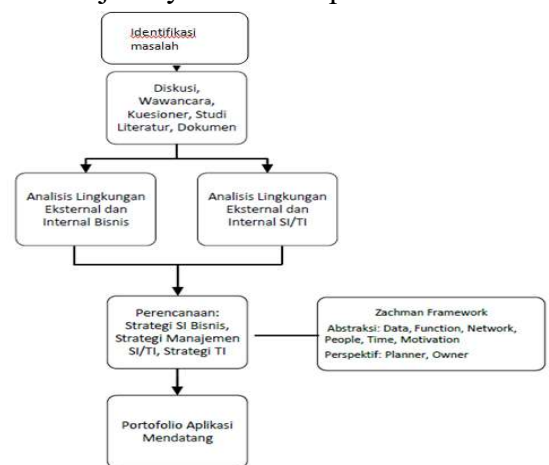 Identifikasi
masalah
Diskusi,
Wawancara,
Kuesioner, Studi
Literatur, Dokumen
Analisis Lingkungan
Eksternal dan
Internal Bisnis
Analisis Lingkungan
Eksternal dan
Internal SI/TI
Perencanaan:
Strategi SI Bisnis,
Strategi Manajemen
SI/TI, Strategi TI
Zachman Framework
Abstraksi: Data, Function, Network,
People, Time, Motivation
Perspektif: Planner, Owner
Portofolio Aplikasi
Mendatang